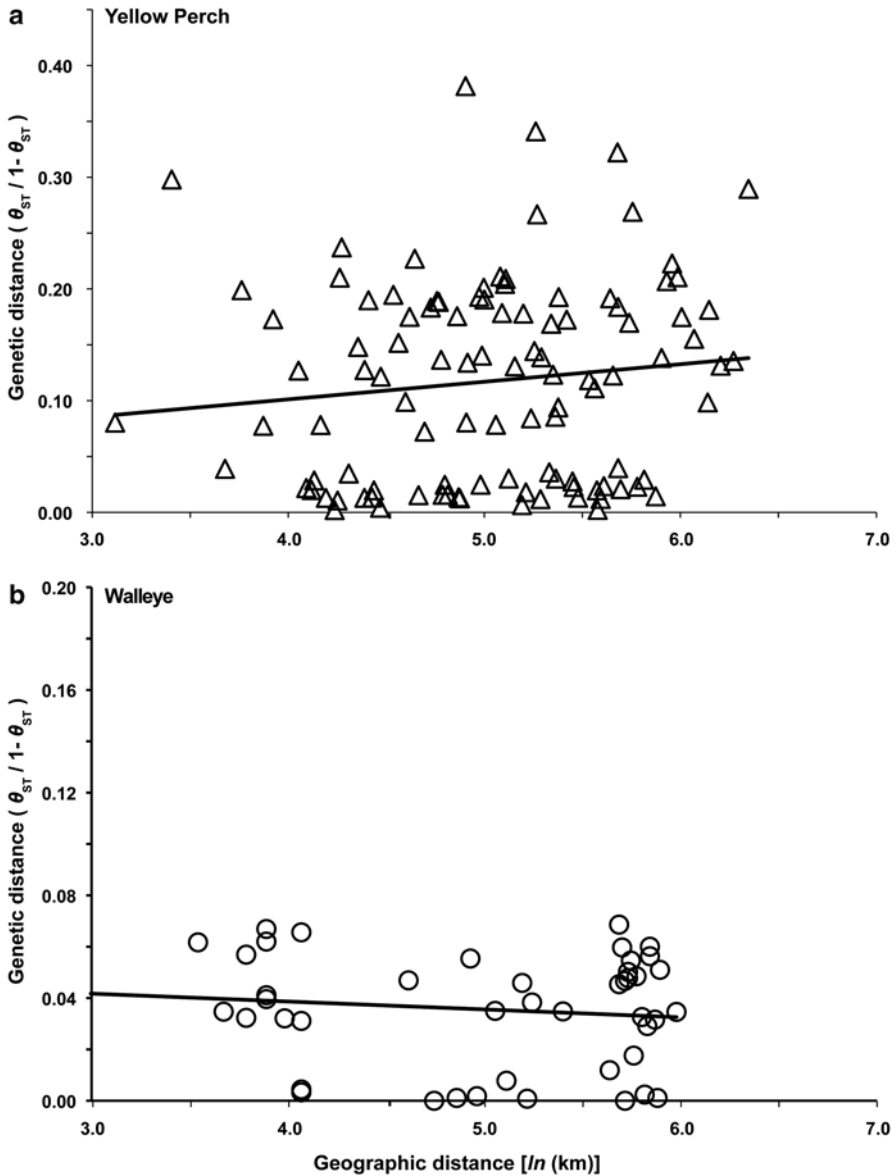 a Yellow Perch
0.40
0.30
0.20
0.10
0.00
Genetic distance ( θST / 1- θST )
3.0 4.0 5.0 6.0 7.0
b Walleye
0.20
0.16
0.12
0.08
0.04
0.00
Genetic distance ( θST / 1- θST )
3.0 4.0 5.0 6.0 7.0
Geographic distance [ln (km)]